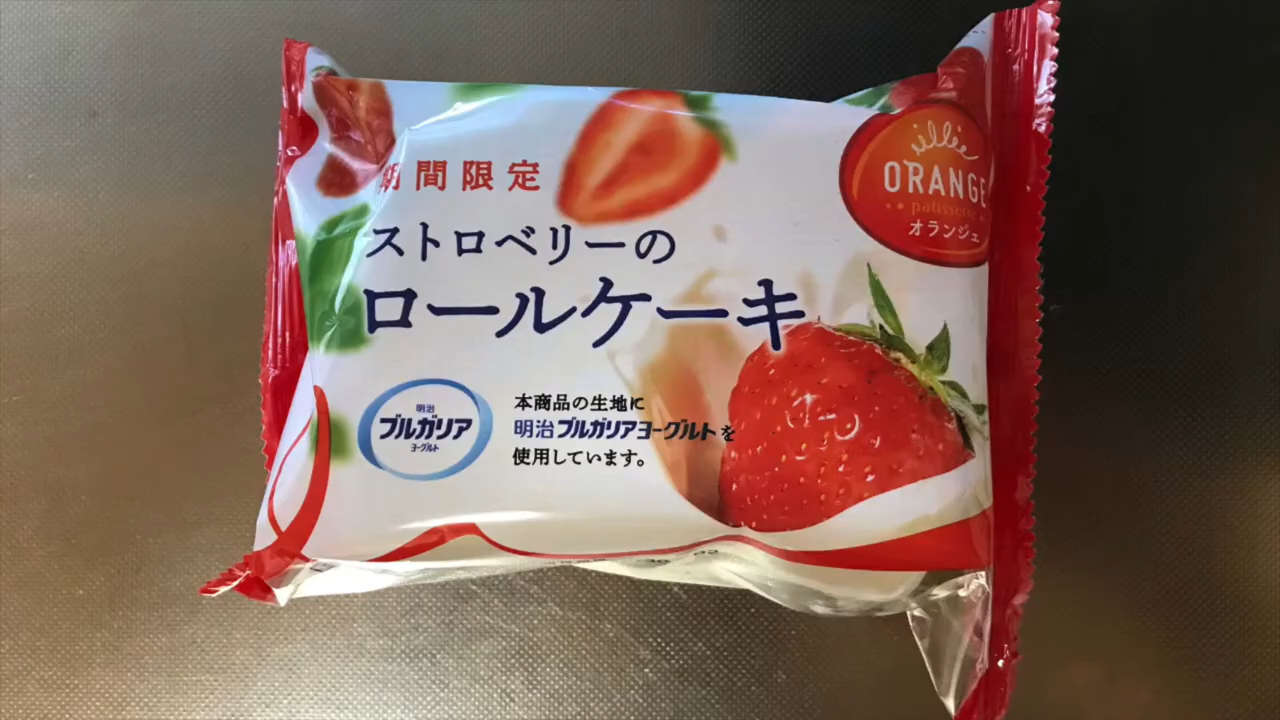 期間限定
ストロベリーの
ロールケーキ
ORANGE
patisserie
オランジェ
明治
ブルガリア
ヨーグルト
本商品の生地に
明治ブルガリアヨーグルトを
使用しています。